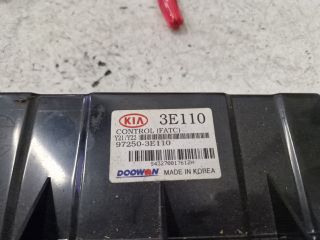 KIA 3E110
CONTROL (FATC)
97250-3E110
DOOWON MADE IN KOREA